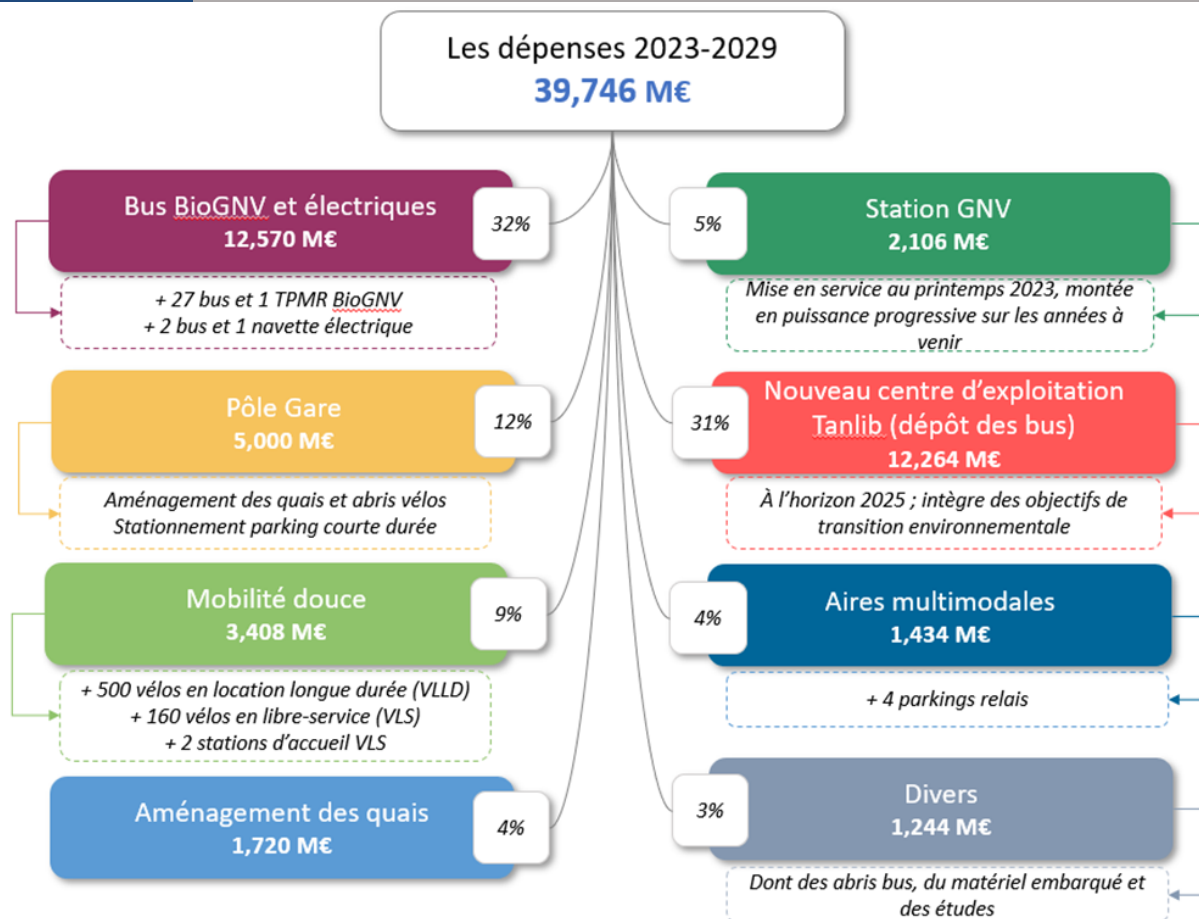 Les dépenses 2023-2029
39,746 M€
Bus BioGNV et électriques
12,570 M€
32%
+ 27 bus et 1 TPMR BioGNV
+ 2 bus et 1 navette électrique
Station GNV
2,106 M€
5%
Mise en service au printemps 2023, montée
en puissance progressive sur les années à
venir
Pôle Gare
5,000 M€
12%
Aménagement des quais et abris vélos
Stationnement parking courte durée
Nouveau centre d’exploitation
Tanlib (dépôt des bus)
12,264 M€
31%
À l’horizon 2025 ; intègre des objectifs de
transition environnementale
Mobilité douce
3,408 M€
9%
+ 500 vélos en location longue durée (VLLD)
+ 160 vélos en libre-service (VLS)
+ 2 stations d’accueil VLS
Aires multimodales
1,434 M€
4%
+ 4 parkings relais
Aménagement des quais
1,720 M€
4%
Divers
1,244 M€
3%
Dont des abris bus, du matériel embarqué et
des études